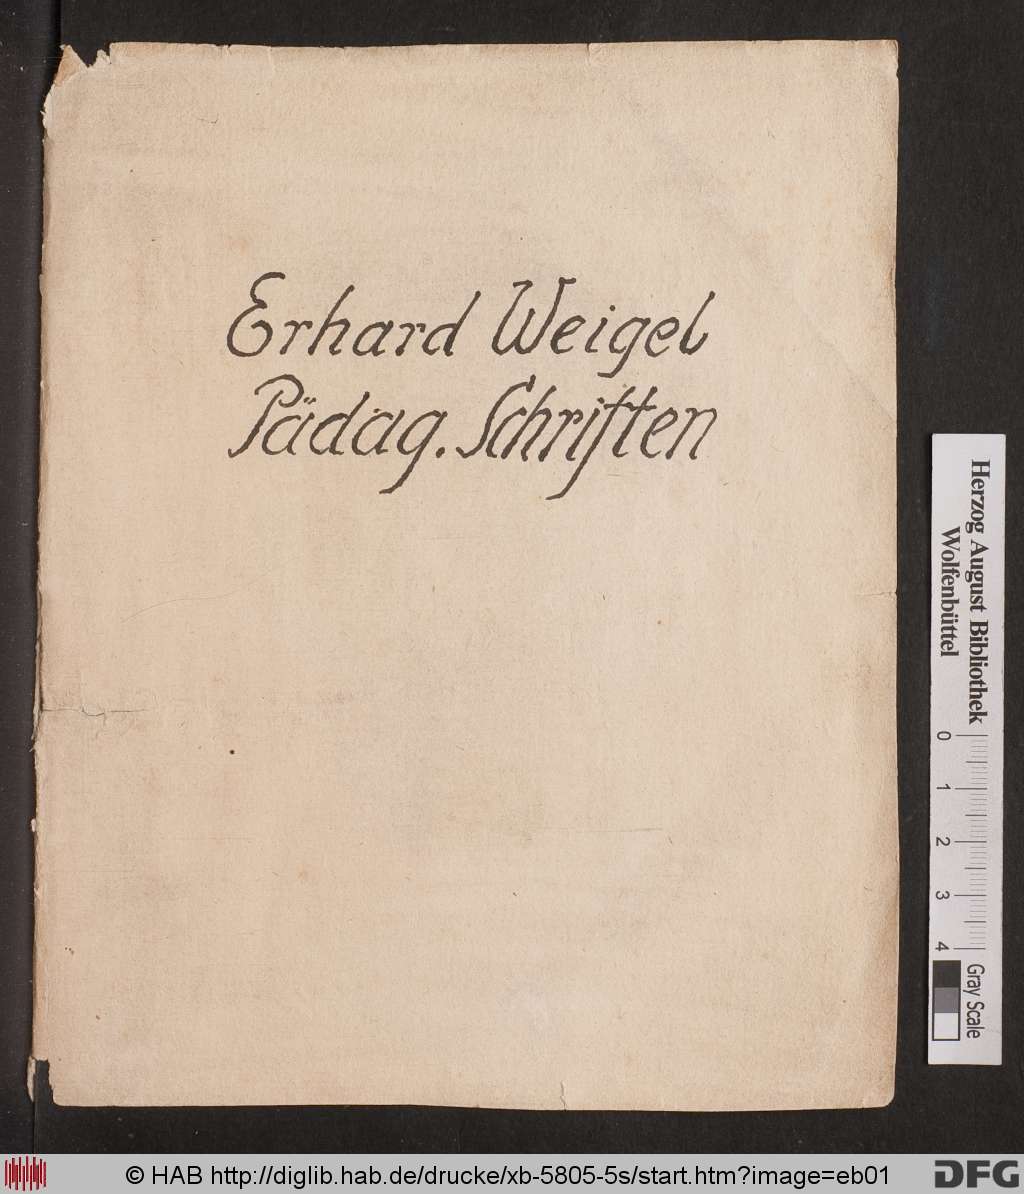 Erhard Weigel
Pädag. Schriften
Herzog August Bibliothek
Wolfenbüttel
0 1 2 3 4
Gray Scale
© HAB http://diglib.hab.de/drucke/xb-5805-5s/start.htm?image=eb01
DFG